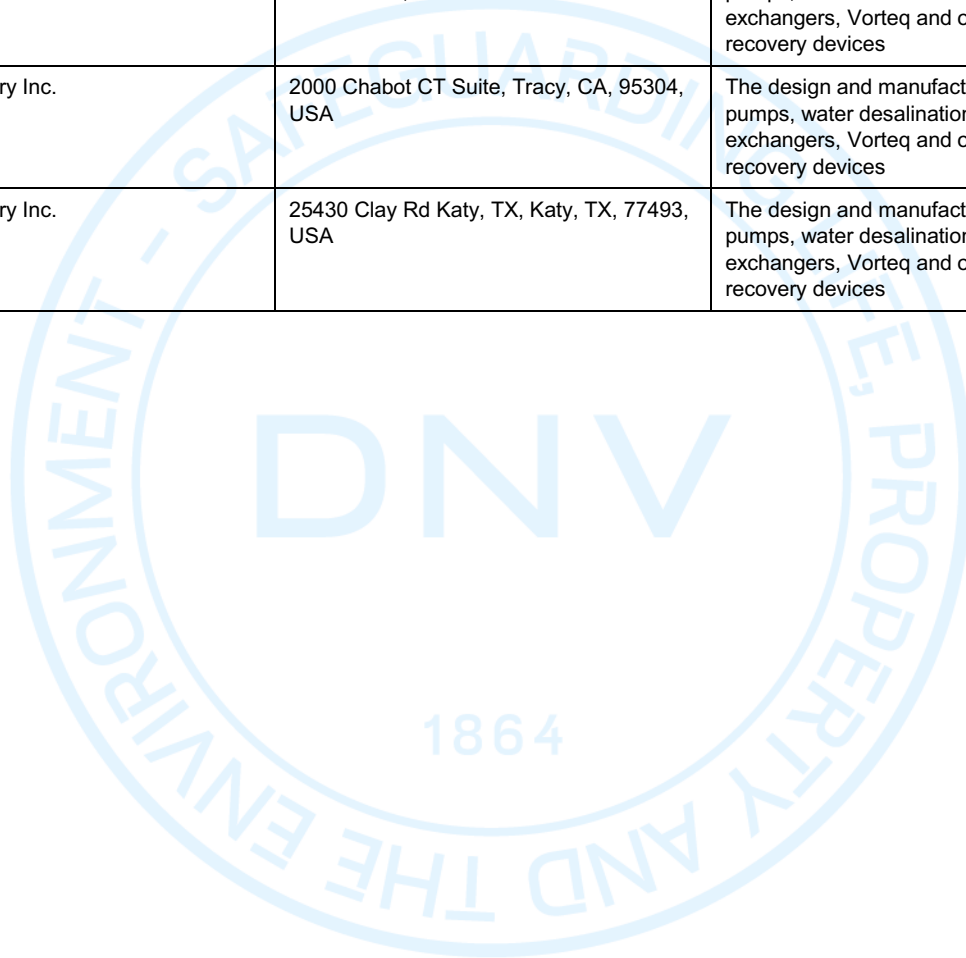 exchangers, Vorteq and o
recovery devices
ry Inc.
2000 Chabot CT Suite, Tracy, CA, 95304,
USA
The design and manufact
pumps, water desalination
exchangers, Vorteq and o
recovery devices
ry Inc.
25430 Clay Rd Katy, TX, Katy, TX, 77493,
USA
The design and manufact
pumps, water desalination
exchangers, Vorteq and o
recovery devices
SAFEGUARDING LIFE, PROPERTY AND THE ENVIRONMENT -
DNV
1864